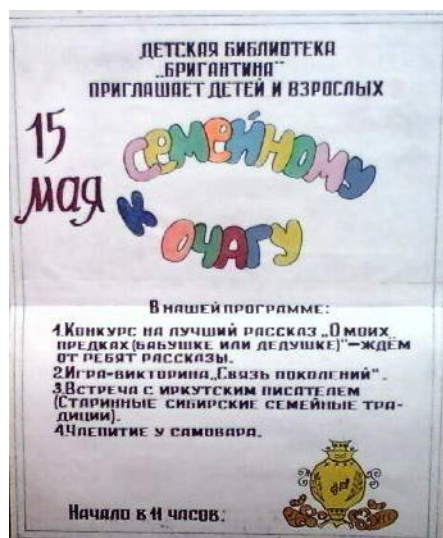 ДЕТСКАЯ БИБЛИОТЕКА
„БРИГАНТИНА"
ПРИГЛАШАЕТ ДЕТЕЙ И ВЗРОСЛЫХ
15
мая
К
СЕМЕЙНОМУ
ОЧАГУ
В НАШЕЙ ПРОГРАММЕ:
1.КОНКУРС НА ЛУЧШИЙ РАССКАЗ „О МОИХ
ПРЕДКАХ (БАБУШКЕ ИЛИ ДЕДУШКЕ)"—ЖДЁМ
ОТ РЕБЯТ РАССКАЗЫ.
2.ИГРА-ВИКТОРИНА „СВЯЗЬ ПОКОЛЕНИЙ".
3.ВСТРЕЧА С ИРКУТСКИМ ПИСАТЕЛЕМ
(СТАРИННЫЕ СИБИРСКИЕ СЕМЕЙНЫЕ ТРА-
ДИЦИИ).
4.ЧАЕПИТИЕ У САМОВАРА.
НАЧАЛО В 11 ЧАСОВ.